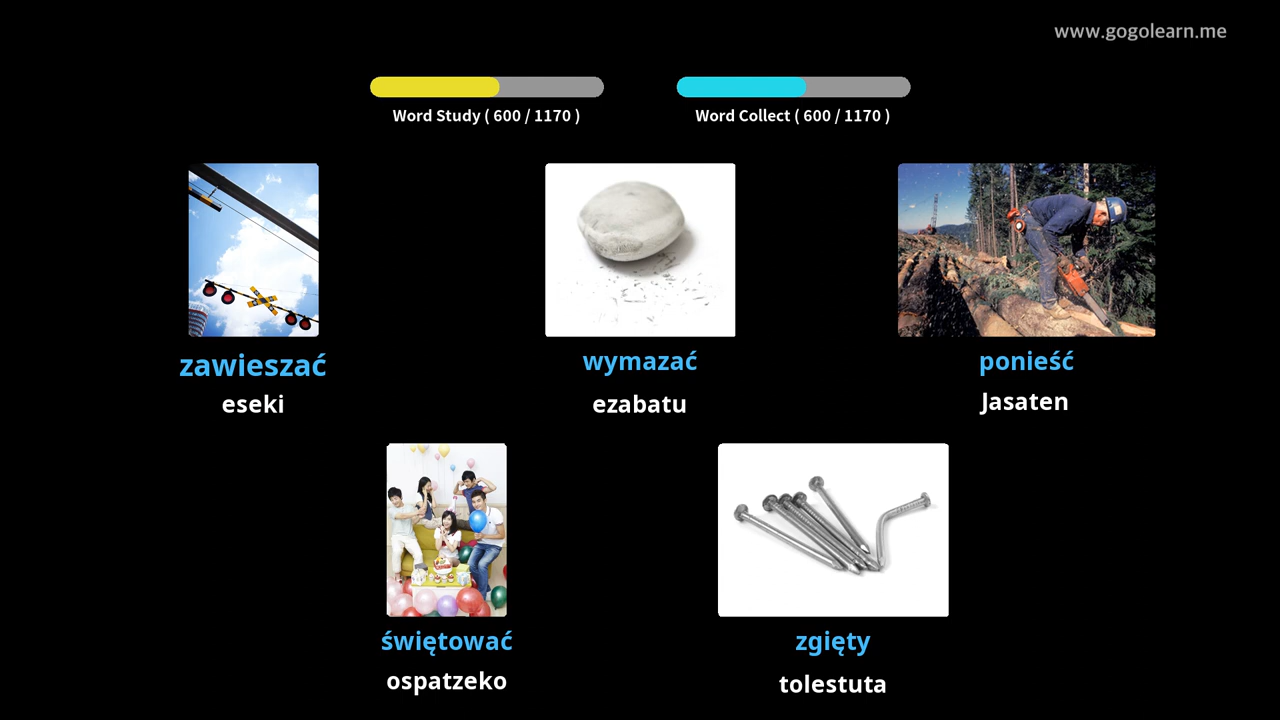 www.gogolearn.me
Word Study ( 600 / 1170 )
Word Collect ( 600 / 1170 )
zawieszać
eseki
wymazać
ezabatu
ponieść
Jasaten
świętować
ospatzeko
zgięty
tolestuta